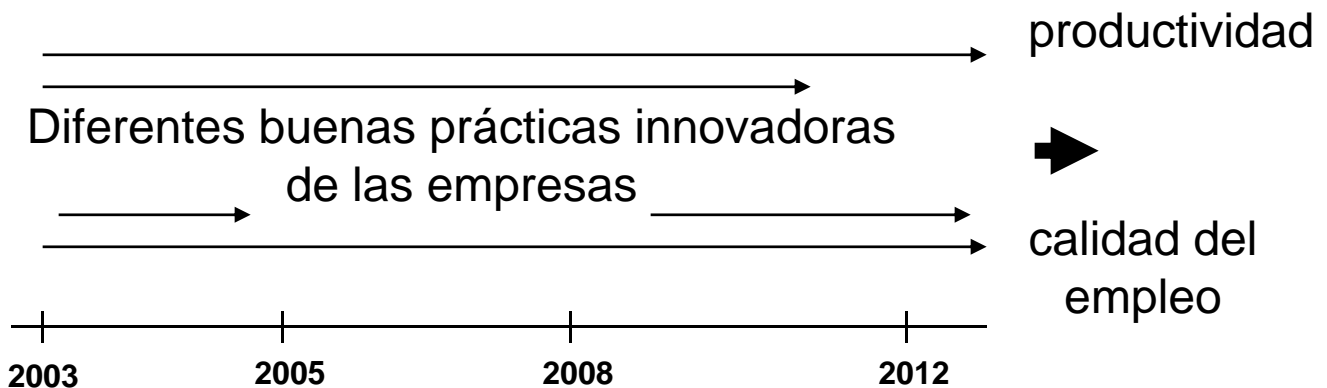 productividad
Diferentes buenas prácticas innovadoras
de las empresas
calidad del
empleo
2003
2005
2008
2012